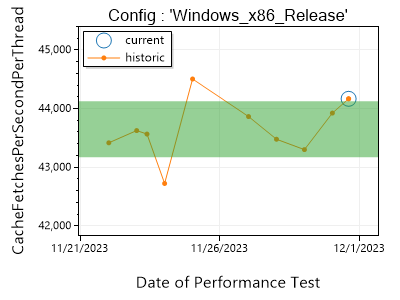 Config : 'Windows_x86_Release'
CacheFetchesPerSecondPerThread
45,000
44,000
43,000
42,000
current
historic
11/21/2023
11/26/2023
12/1/2023
Date of Performance Test